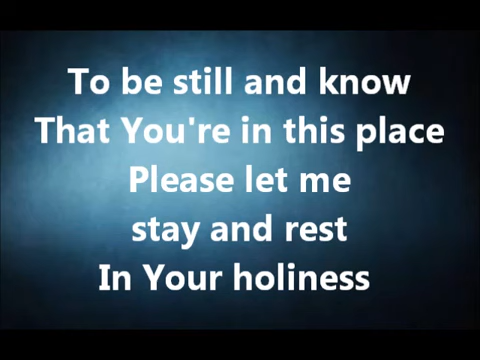 To be still and know
That You're in this place
Please let me
stay and rest
In Your holiness